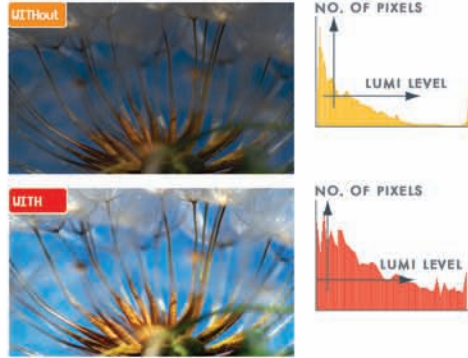 WITHout
NO. OF PIXELS
LUMI LEVEL
WITH
NO. OF PIXELS
LUMI LEVEL